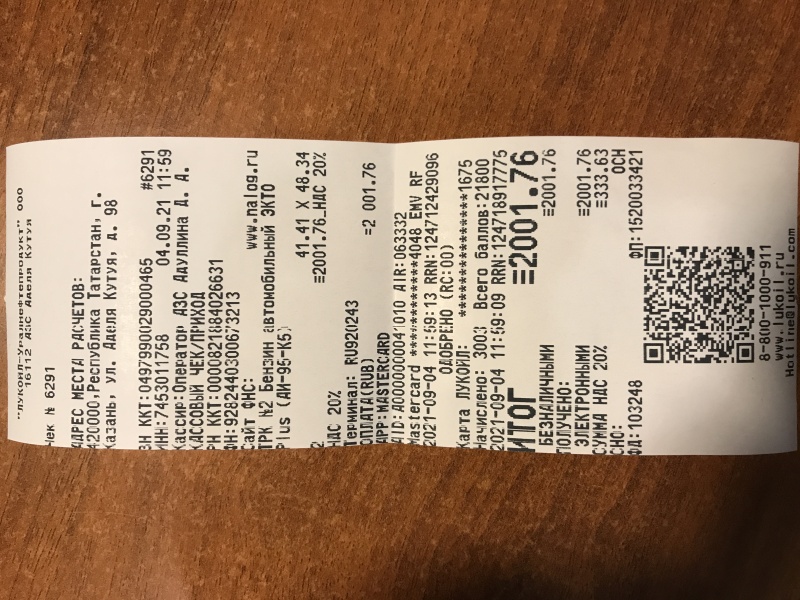 "ЛУКОЙЛ-Уралнефтепродукт" ООО
16112 АЗС Аделя Кутуя
Чек № 6291
АДРЕС МЕСТА РАСЧЕТОВ:
420000,Республика Татарстан, г.
Казань, ул. Аделя Кутуя, д. 98
ЗН ККТ:0497990029000465 #6291
ИНН:7453011758 04.09.21 11:59
Кассир:Оператор АЗС Адуллина Д. А.
КАССОВЫЙ ЧЕК/ПРИХОД
РН ККТ:0000821884026631
ФН:9282440300673213
Сайт ФНС: www.nalog.ru
ТРК №2 Бензин автомобильный ЭКТО
Plus (АИ-95-К5)
41.41 X 48.34
2 ≡2001.76_НДС 20%
НДС 20% =2 001.76
Терминал: RU920243
ОПЛАТА(RUB)
APP:MASTERCARD
AID:A0000000041010 AIR:063332
Mastercard ************4048 EMV RF
2021-09-04 11:59:13 RRN:124712429096
ОДОБРЕНО (RC:00)
Карта ЛУКОЙЛ: **************1675
Начислено: 3003 Всего баллов:21800
2021-09-04 11:59:09 RRN:124718917775
ИТОГ ≡2001.76
БЕЗНАЛИЧНЫМИ ≡2001.76
ПОЛУЧЕНО:
ЭЛЕКТРОННЫМИ ≡2001.76
СУММА НДС 20% ≡333.63
СНО: ОСН
ФД:103248 ФП:1520033421
8-800-1000-911
www.lukoil.ru
Hotline@lukoil.com